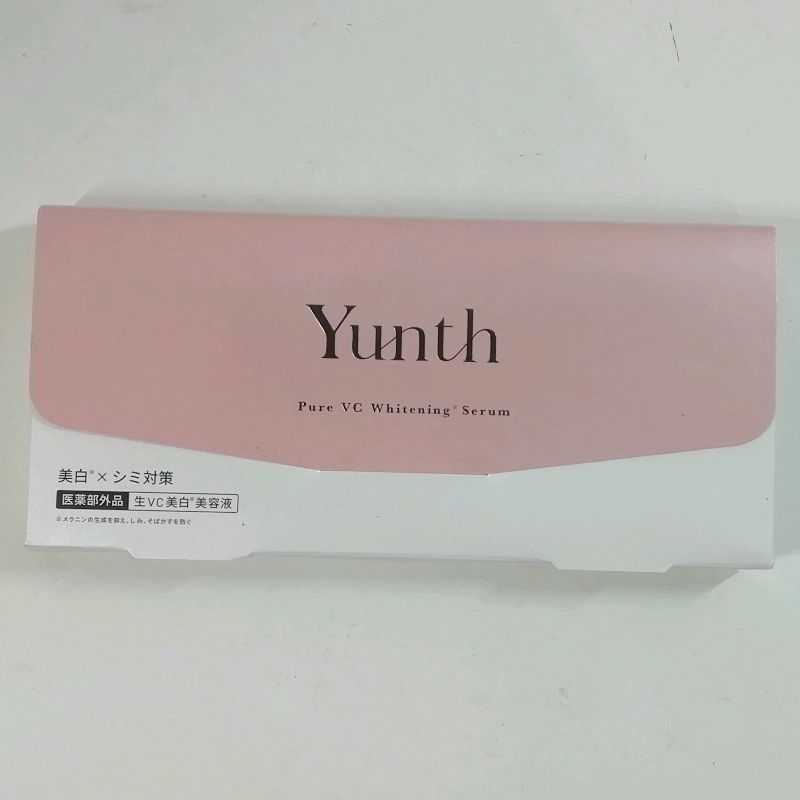 Yunth
Pure VC Whitening※ Serum
美白※×シミ対策
医薬部外品 生VC美白※美容液
※メラニンの生成を抑え、しみ、そばかすを防ぐ